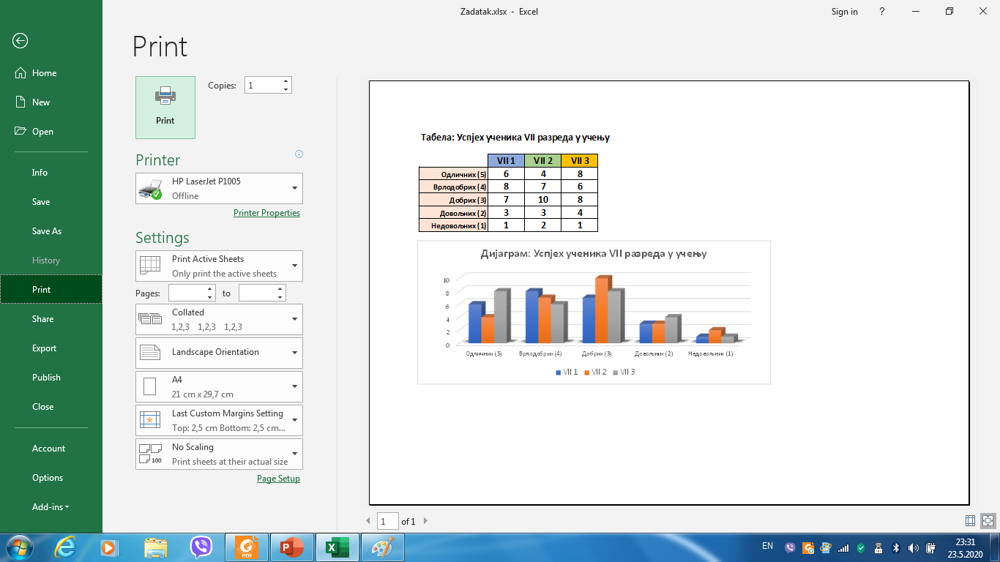 Zadatak.xlsx - Excel
Sign in ?
Print
Home
New
Open
Info
Save
Save As
History
Print
Share
Export
Publish
Close
Account
Options
Add-ins
Print
Copies: 1
Printer
HP LaserJet P1005
Offline
Printer Properties
Settings
Print Active Sheets
Only print the active sheets
Pages: to
Collated
1,2,3 1,2,3 1,2,3
Landscape Orientation
A4
21 cm x 29,7 cm
Last Custom Margins Setting
Top: 2,5 cm Bottom: 2,5 cm...
No Scaling
100
Print sheets at their actual size
Page Setup
Табела: Успјех ученика VII разреда у учењу
VII 1 VII 2 VII 3
Одличних (5) 6 4 8
Врлодобрих (4) 8 7 6
Добрих (3) 7 10 8
Довољних (2) 3 3 4
Недовољних (1) 1 2 1
Дијаграм: Успјех ученика VII разреда у учењу
10
8
6
4
2
0
Одличних (5) Врлодобрих (4) Добрих (3) Довољних (2) Недовољних (1)
VII 1 VII 2 VII 3
1 of 1
PDF
EN
23:31
23.5.2020